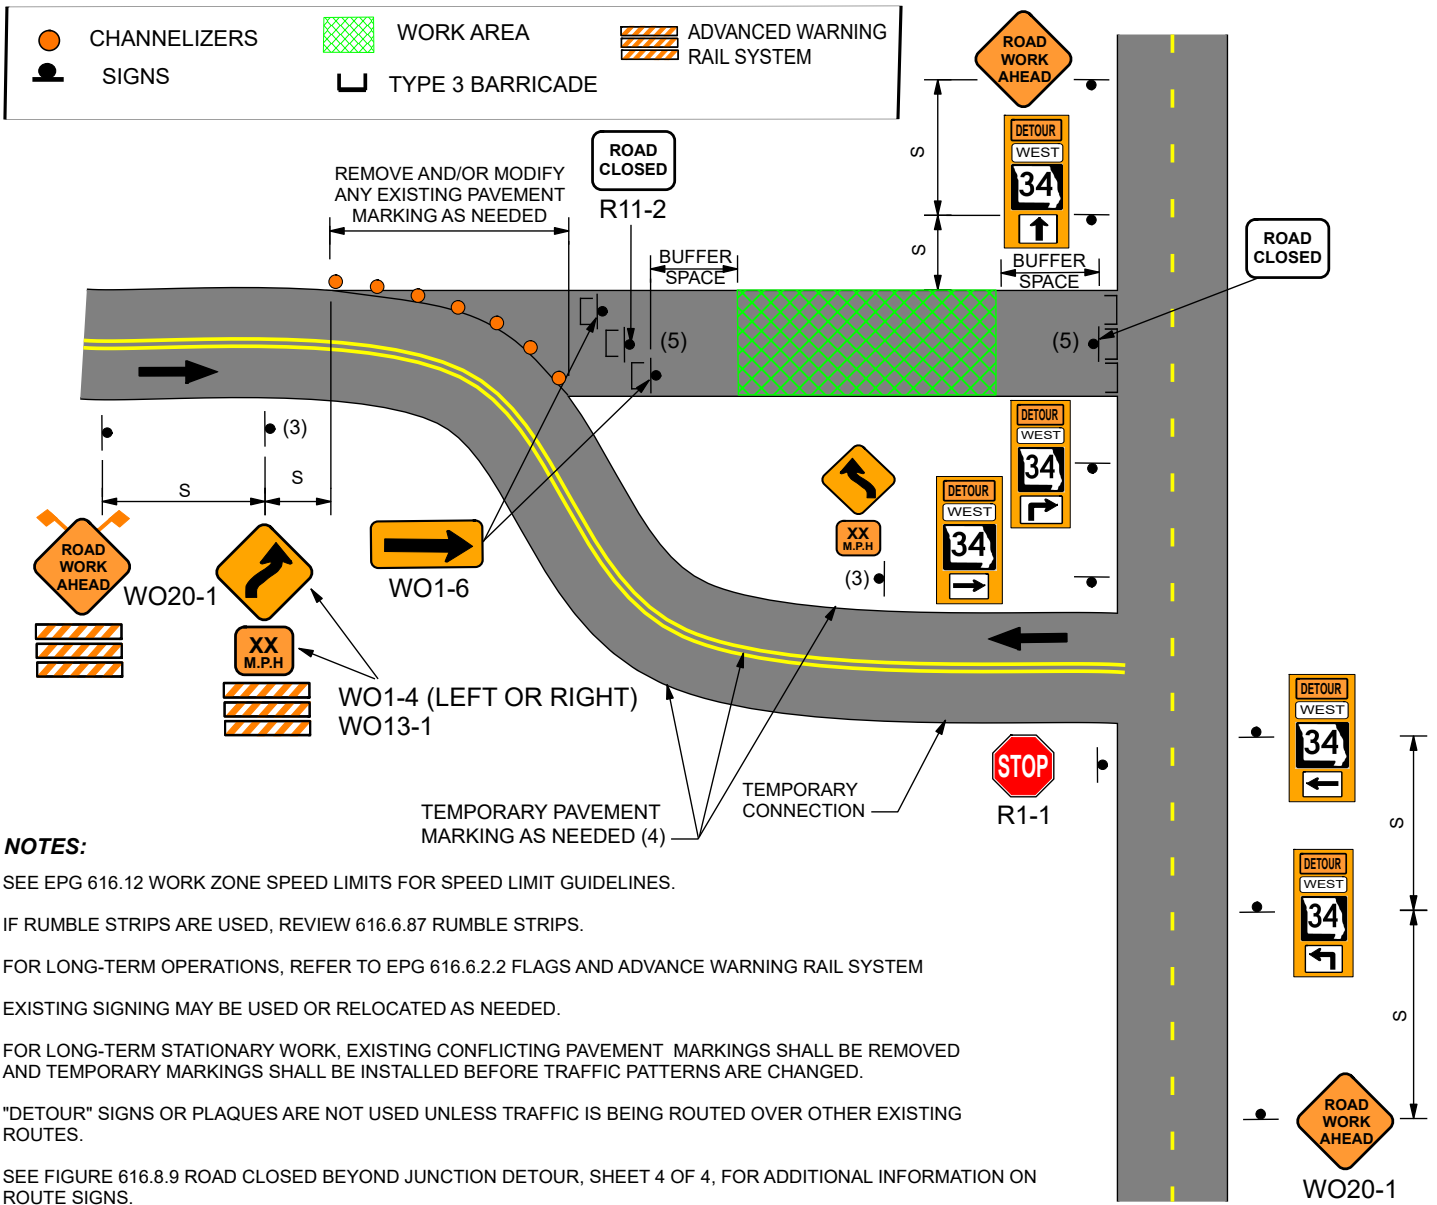 CHANNELIZERS
SIGNS
WORK AREA
TYPE 3 BARRICADE
ADVANCED WARNING
RAIL SYSTEM
ROAD
WORK
AHEAD
DETOUR
WEST
34
S
S
ROAD
CLOSED
R11-2
REMOVE AND/OR MODIFY
ANY EXISTING PAVEMENT
MARKING AS NEEDED
BUFFER
SPACE
BUFFER
SPACE
ROAD
CLOSED
(5)
(5)
(3)
S
S
ROAD
WORK
AHEAD
WO20-1
XX
M.P.H
WO1-4 (LEFT OR RIGHT)
WO13-1
WO1-6
XX
M.P.H
(3)
DETOUR
WEST
34
DETOUR
WEST
34
TEMPORARY PAVEMENT
MARKING AS NEEDED (4)
TEMPORARY
CONNECTION
STOP
R1-1
DETOUR
WEST
34
S
DETOUR
WEST
34
S
ROAD
WORK
AHEAD
WO20-1
NOTES:
SEE EPG 616.12 WORK ZONE SPEED LIMITS FOR SPEED LIMIT GUIDELINES.
IF RUMBLE STRIPS ARE USED, REVIEW 616.6.87 RUMBLE STRIPS.
FOR LONG-TERM OPERATIONS, REFER TO EPG 616.6.2.2 FLAGS AND ADVANCE WARNING RAIL SYSTEM
EXISTING SIGNING MAY BE USED OR RELOCATED AS NEEDED.
FOR LONG-TERM STATIONARY WORK, EXISTING CONFLICTING PAVEMENT MARKINGS SHALL BE REMOVED
AND TEMPORARY MARKINGS SHALL BE INSTALLED BEFORE TRAFFIC PATTERNS ARE CHANGED.
"DETOUR" SIGNS OR PLAQUES ARE NOT USED UNLESS TRAFFIC IS BEING ROUTED OVER OTHER EXISTING
ROUTES.
SEE FIGURE 616.8.9 ROAD CLOSED BEYOND JUNCTION DETOUR, SHEET 4 OF 4, FOR ADDITIONAL INFORMATION ON
ROUTE SIGNS.